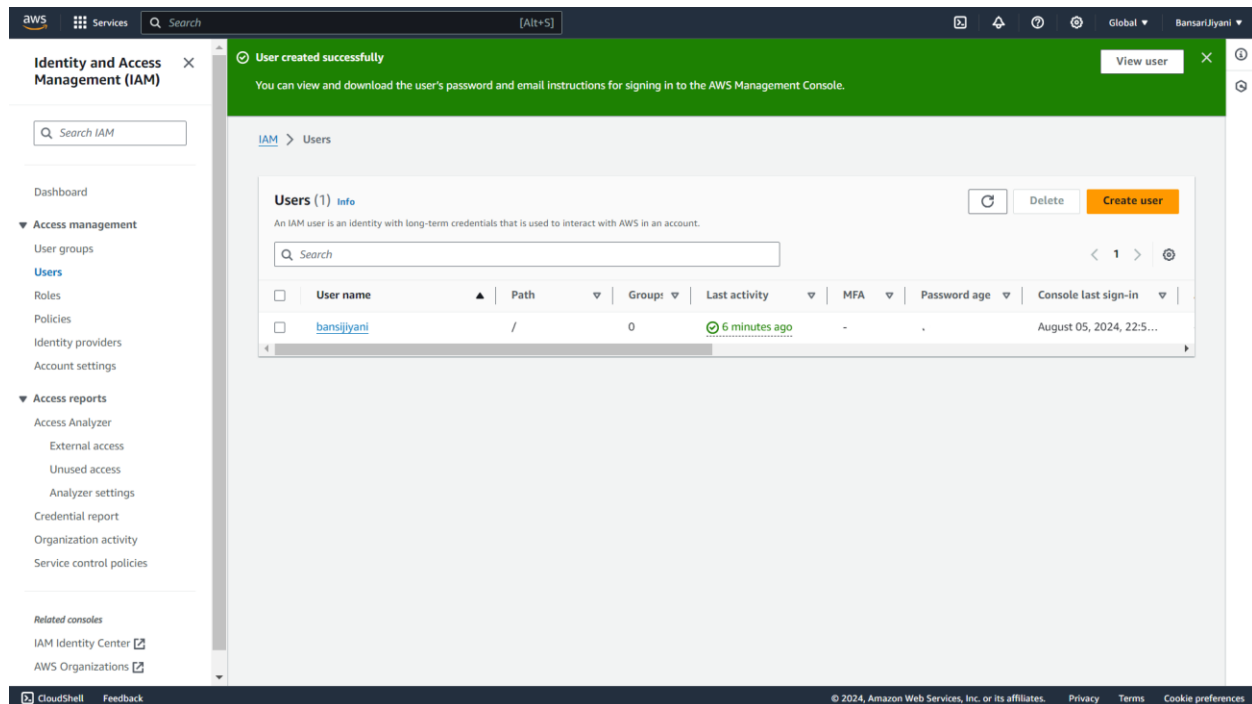 aws Services Search [Alt+S] Global BansariJiyani
Identity and Access
Management (IAM)
Search IAM
Dashboard
Access management
User groups
Users
Roles
Policies
Identity providers
Account settings
Access reports
Access Analyzer
External access
Unused access
Analyzer settings
Credential report
Organization activity
Service control policies
Related consoles
IAM Identity Center
AWS Organizations
User created successfully
You can view and download the user's password and email instructions for signing in to the AWS Management Console.
View user
IAM > Users
Users (1) Info
An IAM user is an identity with long-term credentials that is used to interact with AWS in an account.
Delete
Create user
Search
1
User name Path Groups Last activity MFA Password age Console last sign-in
bansijiyani / 0 6 minutes ago - August 05, 2024, 22:5...
CloudShell Feedback © 2024, Amazon Web Services, Inc. or its affiliates. Privacy Terms Cookie preferences